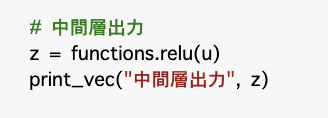 # 中間層出力
z = functions.relu(u)
print_vec("中間層出力", z)